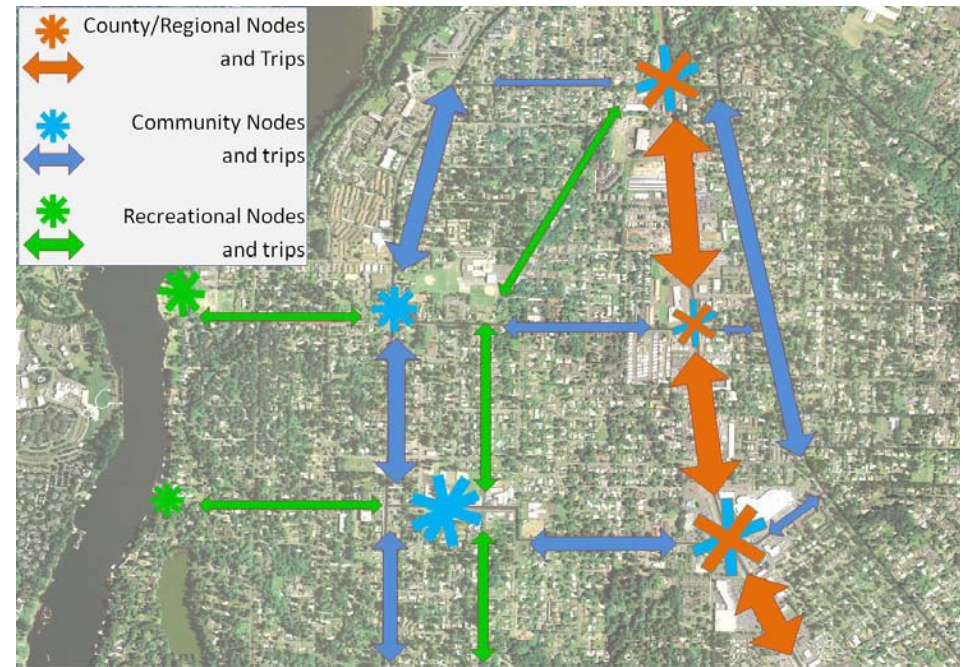 County/Regional Nodes
and Trips
Community Nodes
and trips
Recreational Nodes
and trips